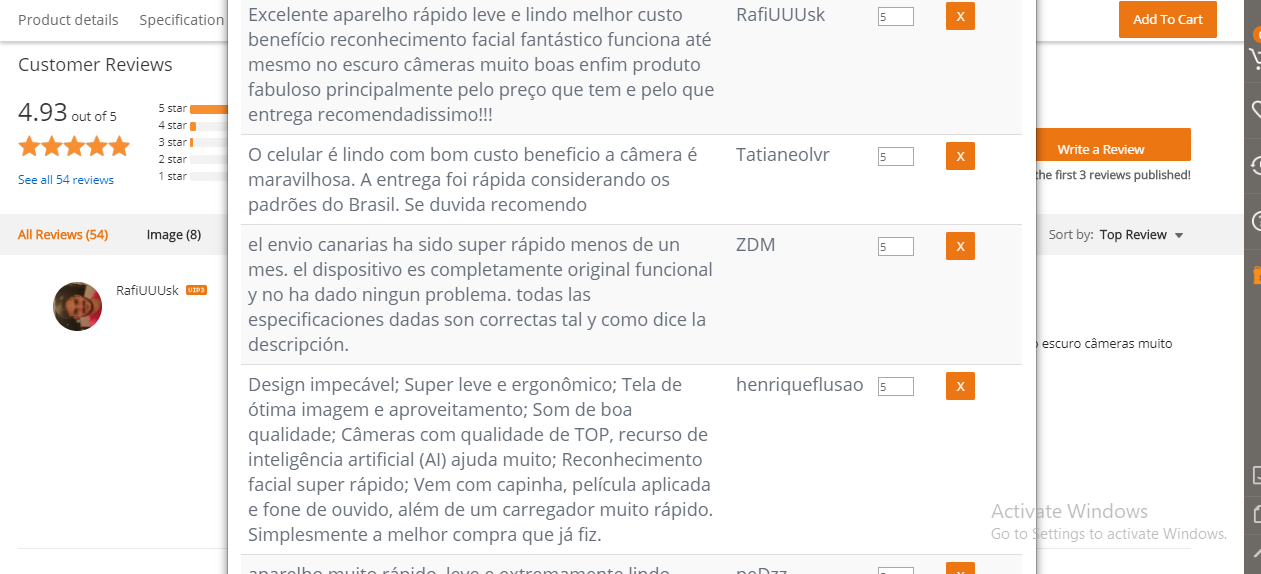 Product details
Specification
Add To Cart
Customer Reviews
4.93 out of 5
5 star
4 star
3 star
2 star
1 star
See all 54 reviews
Write a Review
the first 3 reviews published!
All Reviews (54)
Image (8)
Sort by: Top Review
RafiUUUsk VIP3
escuro câmeras muito
Excelente aparelho rápido leve e lindo melhor custo
benefício reconhecimento facial fantástico funciona até
mesmo no escuro câmeras muito boas enfim produto
fabuloso principalmente pelo preço que tem e pelo que
entrega recomendadissimo!!!
RafiUUUsk
5
X
O celular é lindo com bom custo beneficio a câmera é
maravilhosa. A entrega foi rápida considerando os
padrões do Brasil. Se duvida recomendo
Tatianeolvr
5
X
el envio canarias ha sido super rápido menos de un
mes. el dispositivo es completamente original funcional
y no ha dado ningun problema. todas las
especificaciones dadas son correctas tal y como dice la
descripción.
ZDM
5
X
Design impecável; Super leve e ergonômico; Tela de
ótima imagem e aproveitamento; Som de boa
qualidade; Câmeras com qualidade de TOP, recurso de
inteligência artificial (AI) ajuda muito; Reconhecimento
facial super rápido; Vem com capinha, película aplicada
e fone de ouvido, além de um carregador muito rápido.
Simplesmente a melhor compra que já fiz.
henriqueflusao
5
X
aparelho muito rápido, leve e extremamente lindo
peDzz
X
Activate Windows
Go to Settings to activate Windows.